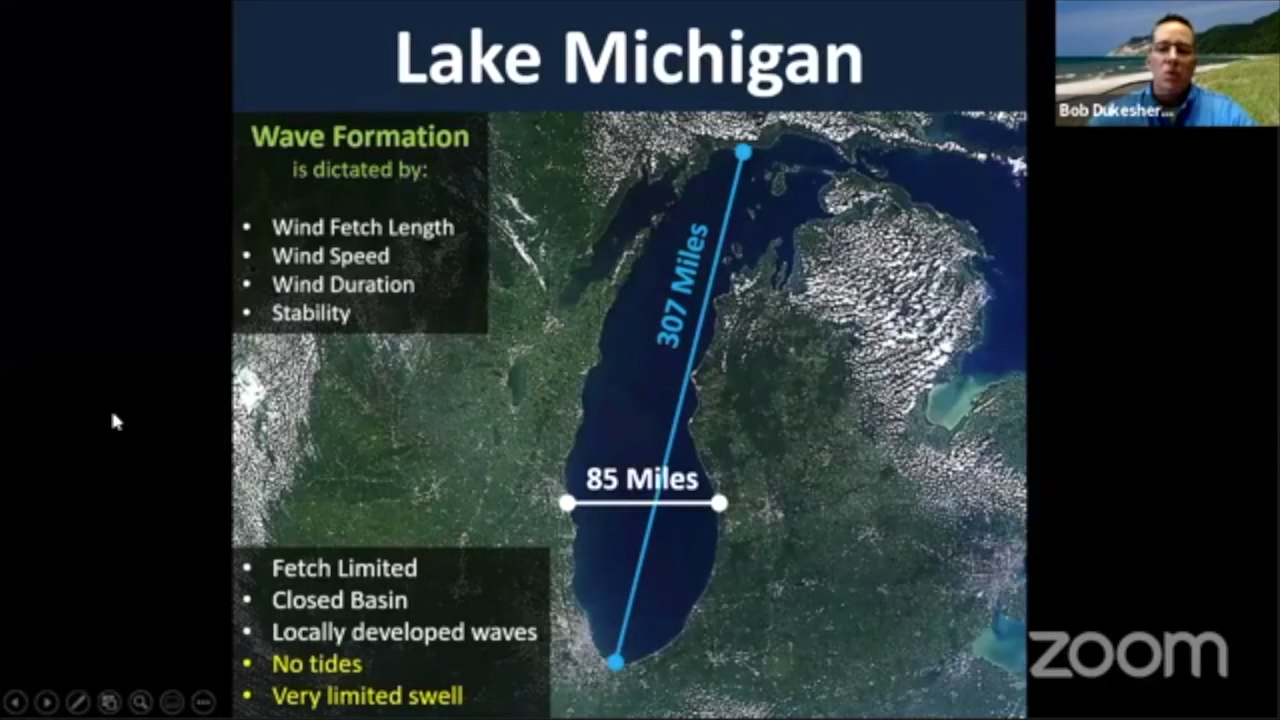 Lake Michigan
Wave Formation
is dictated by:
• Wind Fetch Length
• Wind Speed
• Wind Duration
• Stability
307 Miles
85 Miles
• Fetch Limited
• Closed Basin
• Locally developed waves
• No tides
• Very limited swell
Bob Dukesher...
zoom